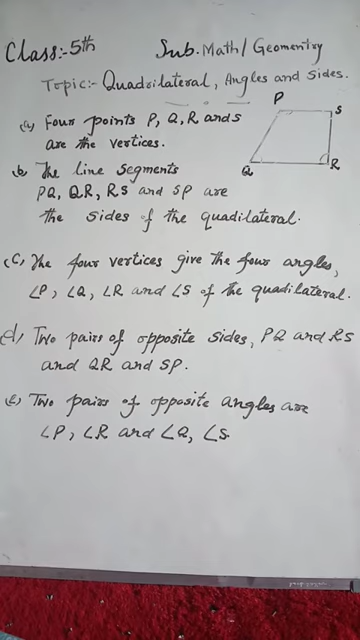 Class:- 5th Sub. Math/Geomentry
Topic:- Quadrilateral, Angles and Sides.
P
S
Q
R
(a) Four points P, Q, R and S
are the vertices.
b, The line segments
PQ, QR, RS and SP are
the sides of the quadrilateral.
(C), The four vertices give the four angles,
∠P, ∠Q, ∠R and ∠S of the quadrilateral.
d, Two pairs of opposite sides, PQ and RS
and QR and SP.
(e) Two pairs of opposite angles are
∠P, ∠R and ∠Q, ∠S